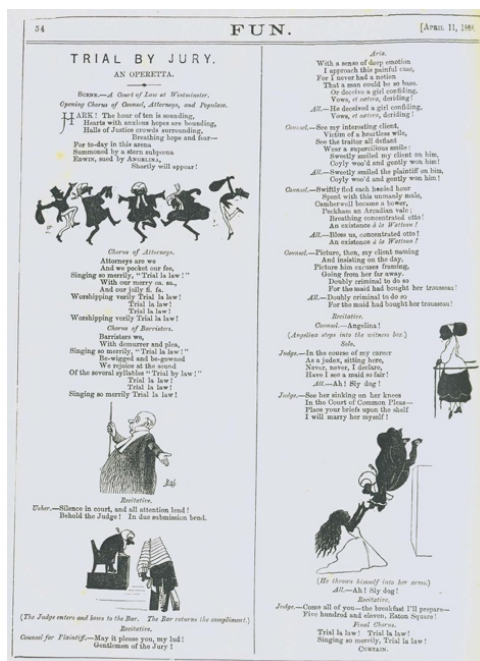 54
FUN.
[APRIL 11, 1868.
TRIAL BY JURY.
AN OPERETTA.
SCENE.—A Court of Law at Westminster.
Opening Chorus of Counsel, Attorneys, and Populace.
HARK! The hour of ten is sounding,
Hearts with anxious hopes are bounding,
Halls of Justice crowds surrounding,
Breathing hope and fear—
For to-day in this arena
Summoned by a stern subpœna
EDWIN, sued by ANGELINA,
Shortly will appear!
Chorus of Attorneys.
Attorneys are we
And we pocket our fee,
Singing so merrily, "Trial la law!"
With our merry ca. sa.,
And our jolly fi. fa.
Worshipping verily Trial la law!
Trial la law!
Trial la law!
Worshipping verily Trial la law!
Chorus of Barristers.
Barristers we,
With demurrer and plea,
Singing so merrily, "Trial la law!"
Be-wigged and be-gowned
We rejoice at the sound
Of the several syllables "Trial by law!"
Trial la law!
Trial la law!
Singing so merrily Trial la law!
Recitative.
Usher.—Silence in court, and all attention lend!
Behold the Judge! In due submission bend.
(The Judge enters and bows to the Bar. The Bar returns the compliment.)
Recitative.
Counsel for Plaintiff.—May it please you, my lud!
Gentlemen of the Jury!
Aria.
With a sense of deep emotion
I approach this painful case,
For I never had a notion
That a man could be so base.
Or deceive a girl confiding,
Vows, et cætera, deriding!
All.—He deceived a girl confiding,
Vows, et cætera, deriding!
Counsel.—See my interesting client,
Victim of a heartless wile,
See the traitor all defiant
Wear a supercilious smile:
Sweetly smiled my client on him,
Coyly woo'd and gently won him!
All.—Sweetly smiled the plaintiff on him,
Coyly woo'd and gently won him!
Counsel.—Swiftly fled each honied hour
Spent with this unmanly male,
Camberwell became a bower,
Peckham an Arcadian vale;
Breathing concentrated otto!
An existence à la Watteau!
All.—Bless us, concentrated otto!
An existence à la Watteau!
Counsel.—Picture, then, my client naming
And insisting on the day,
Picture him excuses framing,
Going from her far away.
Doubly criminal to do so
For the maid had bought her trousseau!
All.—Doubly criminal to do so
For the maid had bought her trousseau!
Recitative.
Counsel.—Angelina!
(Angelina steps into the witness box.)
Solo.
Judge.—In the course of my career
As a judex, sitting here,
Never, never, I declare,
Have I see a maid so fair!
All.—Ah! Sly dog!
Judge.—See her sinking on her knees
In the Court of Common Pleas—
Place your briefs upon the shelf
I will marry her myself!
(He throws himself into her arms.)
All.—Ah! Sly dog!
Recitative.
Judge.—Come all of you—the breakfast I'll prepare—
Five hundred and eleven, Eaton Square!
Final Chorus.
Trial la law! Trial la law!
Singing so merrily, Trial la law!
CURTAIN.